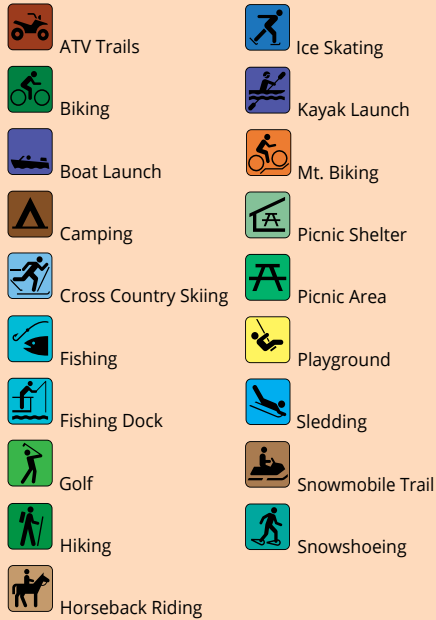 ATV Trails
Biking
Boat Launch
Camping
Cross Country Skiing
Fishing
Fishing Dock
Golf
Hiking
Horseback Riding
Ice Skating
Kayak Launch
Mt. Biking
Picnic Shelter
Picnic Area
Playground
Sledding
Snowmobile Trail
Snowshoeing